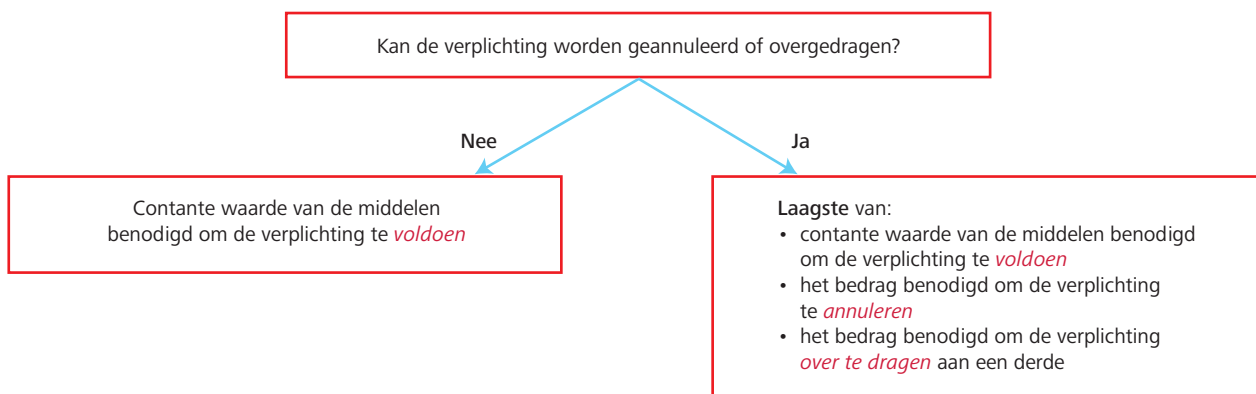 Kan de verplichting worden geannuleerd of overgedragen?
Nee
Ja
Contante waarde van de middelen
benodigd om de verplichting te voldoen
Laagste van:
• contante waarde van de middelen benodigd
om de verplichting te voldoen
• het bedrag benodigd om de verplichting
te annuleren
• het bedrag benodigd om de verplichting
over te dragen aan een derde